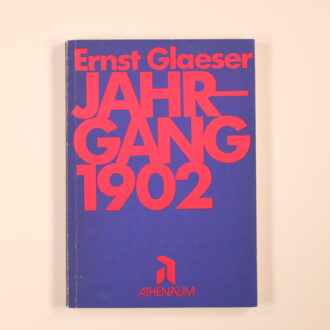 Ernst Glaeser
JAHR-
GANG
1902
ATHENÄUM